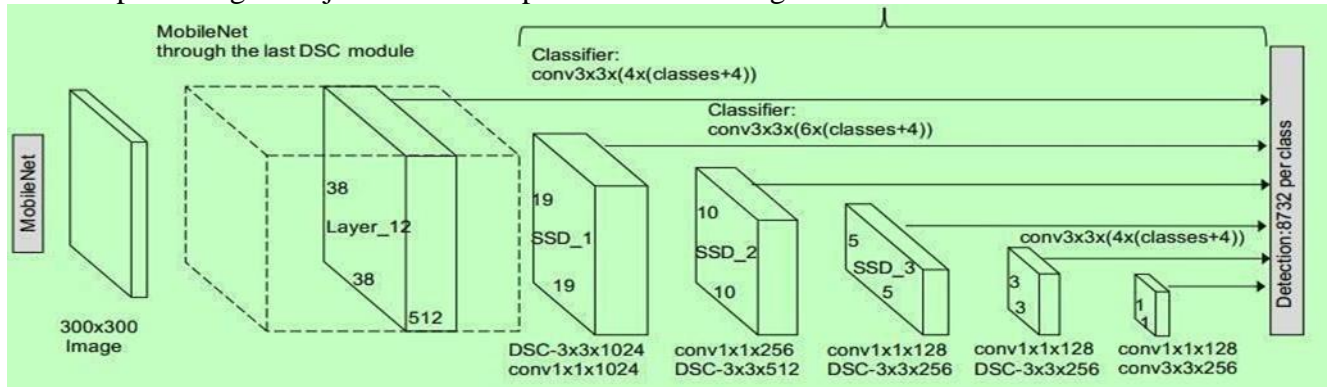 MobileNet
through the last DSC module
Classifier:
conv3x3x(4x(classes+4))
Classifier:
conv3x3x(6x(classes+4))
MobileNet
38
Layer_12
38
512
19
SSD_1
19
10
SSD_2
10
5
SSD_3
5
conv3x3x(4x(classes+4))
3
3
1
1
Detection:8732 per class
300x300
Image
DSC-3x3x1024
conv1x1x1024
conv1x1x256
DSC-3x3x512
conv1x1x128
DSC-3x3x256
conv1x1x128
DSC-3x3x256
conv1x1x128
conv3x3x256